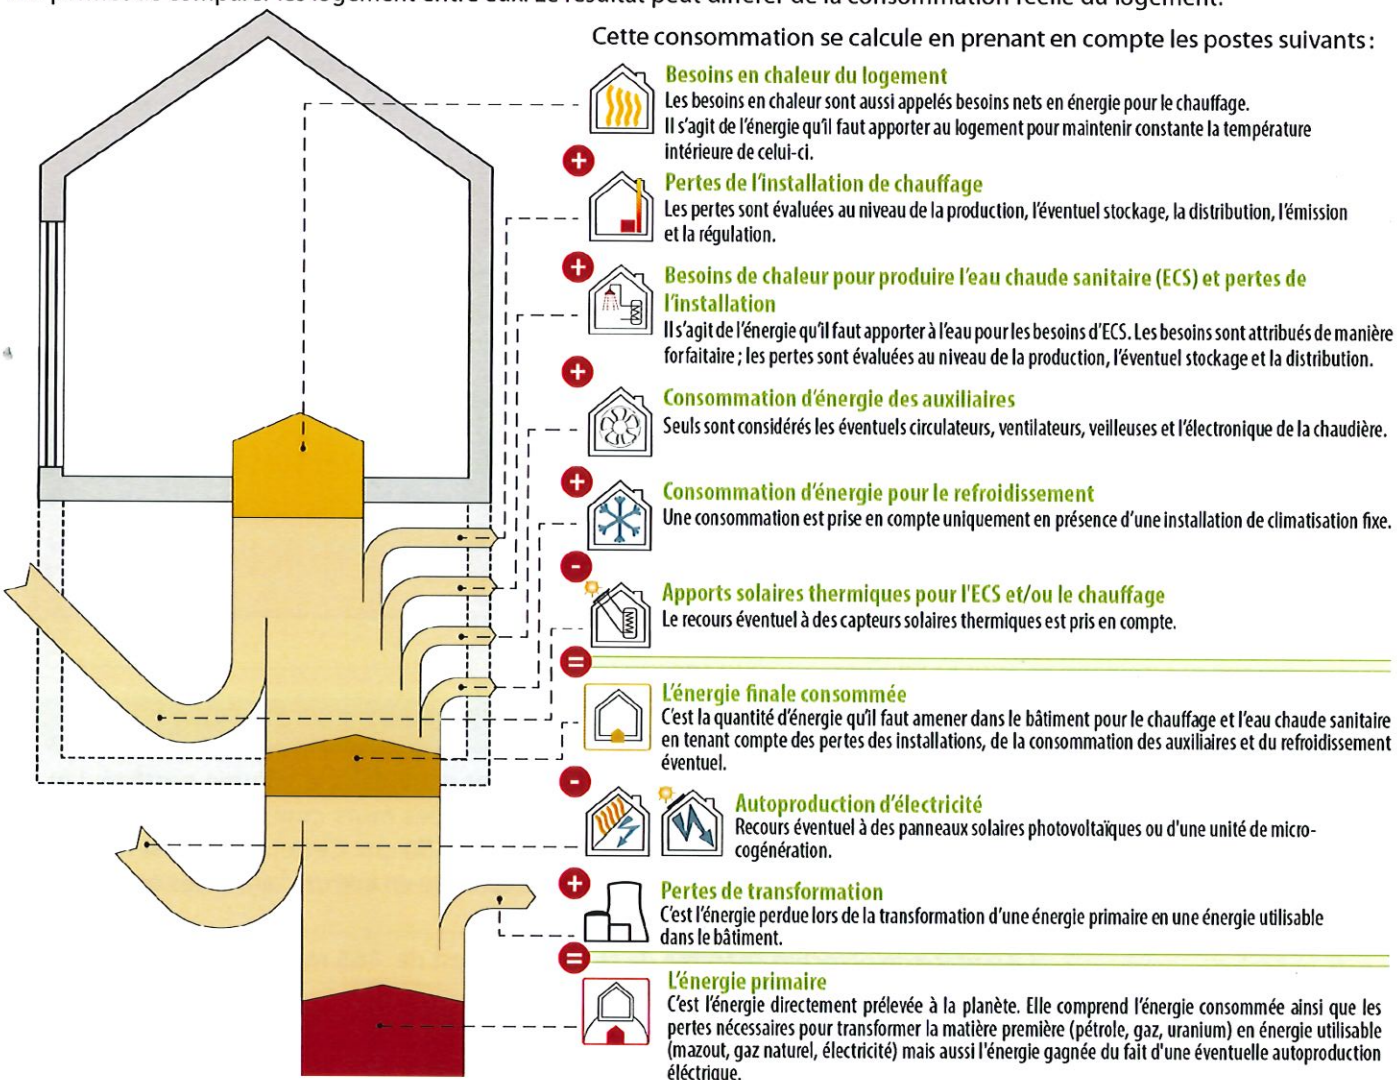 Cette consommation se calcule en prenant en compte les postes suivants :
Besoins en chaleur du logement
Les besoins en chaleur sont aussi appelés besoins nets en énergie pour le chauffage.
Il s'agit de l'énergie qu'il faut apporter au logement pour maintenir constante la température
intérieure de celui-ci.
+
Pertes de l'installation de chauffage
Les pertes sont évaluées au niveau de la production, l'éventuel stockage, la distribution, l'émission
et la régulation.
+
Besoins de chaleur pour produire l'eau chaude sanitaire (ECS) et pertes de
l'installation
Il s'agit de l'énergie qu'il faut apporter à l'eau pour les besoins d'ECS. Les besoins sont attribués de manière
forfaitaire ; les pertes sont évaluées au niveau de la production, l'éventuel stockage et la distribution.
+
Consommation d'énergie des auxiliaires
Seuls sont considérés les éventuels circulateurs, ventilateurs, veilleuses et l'électronique de la chaudière.
+
Consommation d'énergie pour le refroidissement
Une consommation est prise en compte uniquement en présence d'une installation de climatisation fixe.
-
Apports solaires thermiques pour l'ECS et/ou le chauffage
Le recours éventuel à des capteurs solaires thermiques est pris en compte.
=
L'énergie finale consommée
C'est la quantité d'énergie qu'il faut amener dans le bâtiment pour le chauffage et l'eau chaude sanitaire
en tenant compte des pertes des installations, de la consommation des auxiliaires et du refroidissement
éventuel.
-
Autoproduction d'électricité
Recours éventuel à des panneaux solaires photovoltaïques ou d'une unité de micro-
cogénération.
+
Pertes de transformation
C'est l'énergie perdue lors de la transformation d'une énergie primaire en une énergie utilisable
dans le bâtiment.
=
L'énergie primaire
C'est l'énergie directement prélevée à la planète. Elle comprend l'énergie consommée ainsi que les
pertes nécessaires pour transformer la matière première (pétrole, gaz, uranium) en énergie utilisable
(mazout, gaz naturel, électricité) mais aussi l'énergie gagnée du fait d'une éventuelle autoproduction
éléctrique.